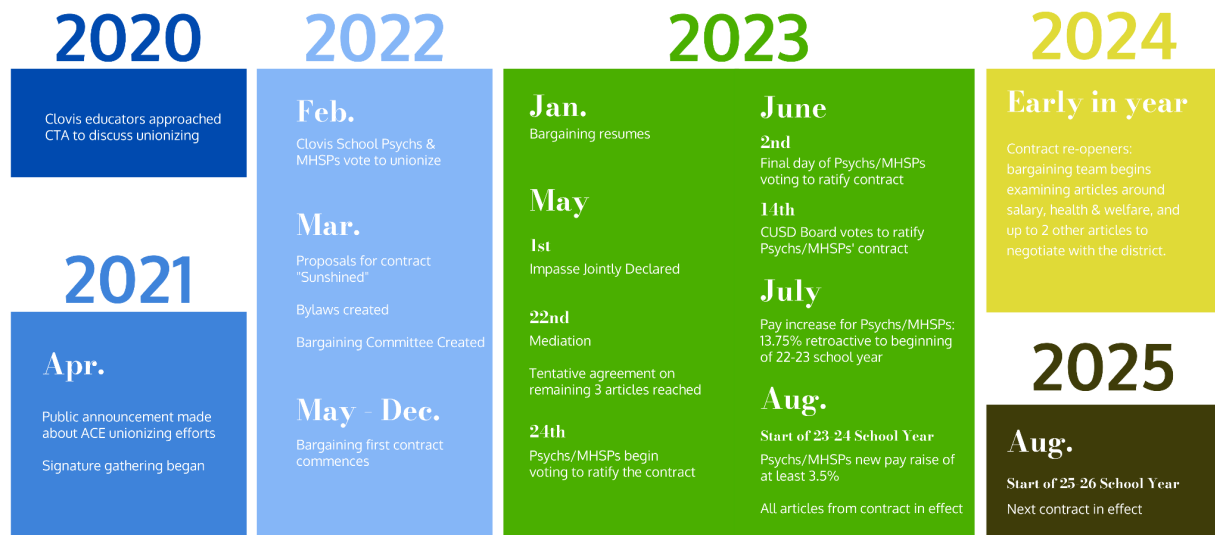 2020
Clovis educators approached
CTA to discuss unionizing
2021
Apr.
Public announcement made
about ACE unionizing efforts
Signature gathering began
2022
Feb.
Clovis School Psychs &
MHSPs vote to unionize
Mar.
Proposals for contract
"Sunshined"
Bylaws created
Bargaining Committee Created
May - Dec.
Bargaining first contract
commences
2023
Jan.
Bargaining resumes
May
1st
Impasse Jointly Declared
22nd
Mediation
Tentative agreement on
remaining 3 articles reached
24th
Psychs/MHSPs begin
voting to ratify the contract
June
2nd
Final day of Psychs/MHSPs
voting to ratify contract
14th
CUSD Board votes to ratify
Psychs/MHSPs' contract
July
Pay increase for Psychs/MHSPs:
13.75% retroactive to beginning
of 22-23 school year
Aug.
Start of 23-24 School Year
Psychs/MHSPs new pay raise of
at least 3.5%
All articles from contract in effect
2024
Early in year
Contract re-openers:
bargaining team begins
examining articles around
salary, health & welfare, and
up to 2 other articles to
negotiate with the district.
2025
Aug.
Start of 25-26 School Year
Next contract in effect